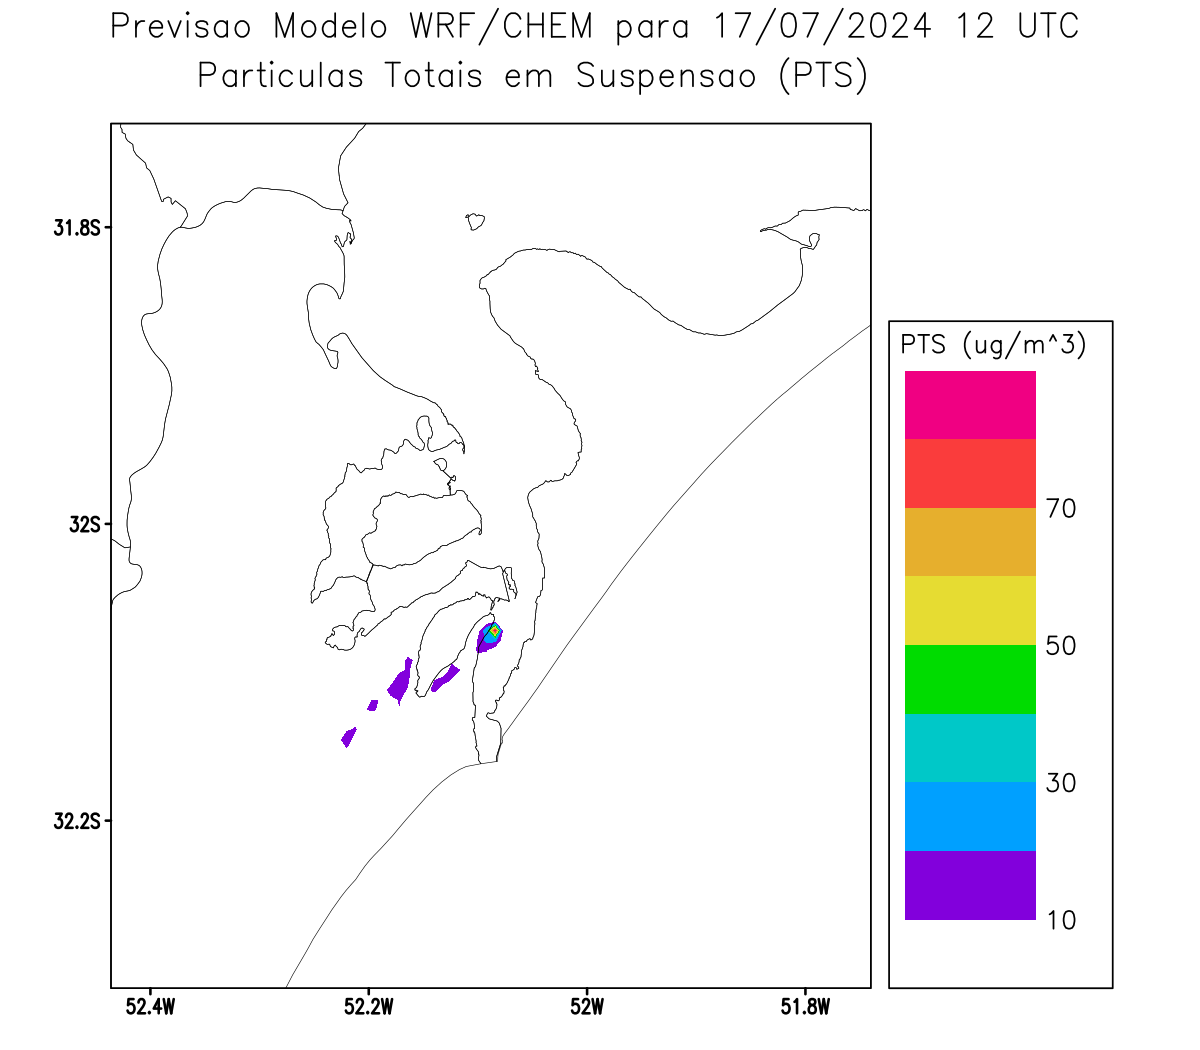 Previsao Modelo WRF/CHEM para 17/07/2024 12 UTC
Particulas Totais em Suspensao (PTS)
31.8S
32S
32.2S
52.4W
52.2W
52W
51.8W
PTS (ug/m^3)
70
50
30
10